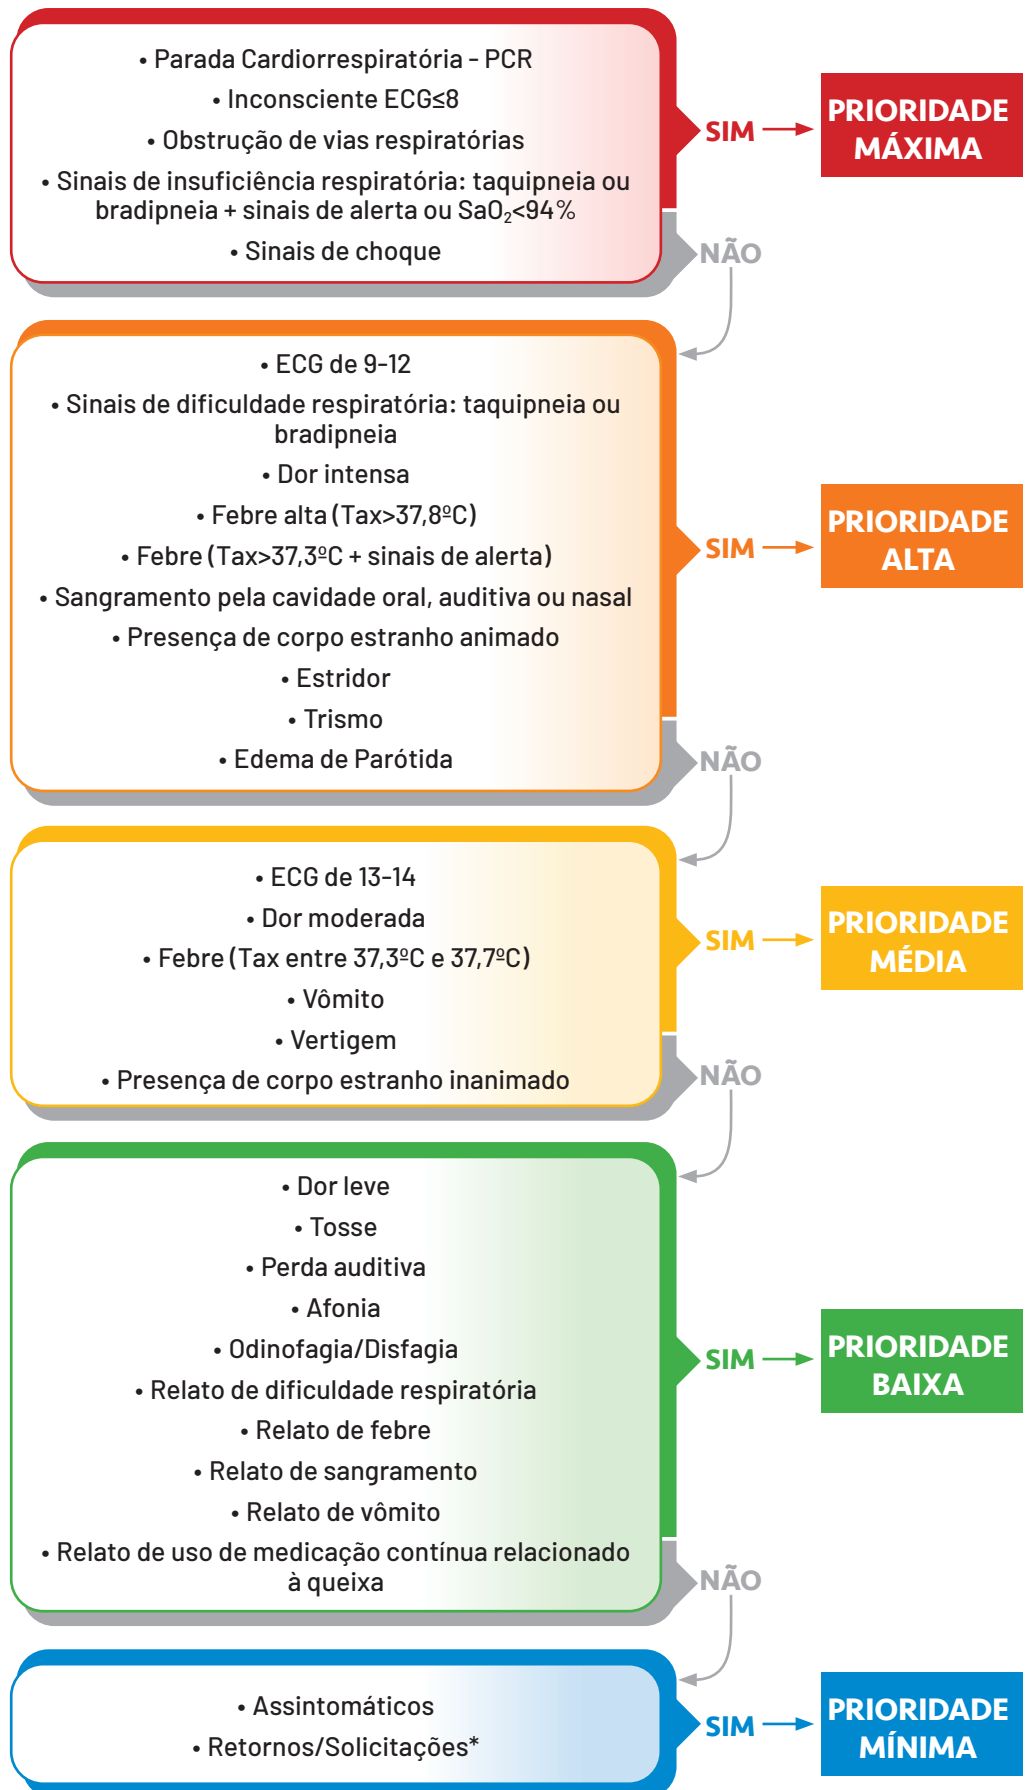 • Parada Cardiorrespiratória - PCR
• Inconsciente ECG≤8
• Obstrução de vias respiratórias
• Sinais de insuficiência respiratória: taquipneia ou
bradipneia + sinais de alerta ou SaO₂<94%
• Sinais de choque
SIM
PRIORIDADE
MÁXIMA
NÃO
• ECG de 9-12
• Sinais de dificuldade respiratória: taquipneia ou
bradipneia
• Dor intensa
• Febre alta (Tax>37,8ºC)
• Febre (Tax>37,3ºC + sinais de alerta)
• Sangramento pela cavidade oral, auditiva ou nasal
• Presença de corpo estranho animado
• Estridor
• Trismo
• Edema de Parótida
SIM
PRIORIDADE
ALTA
NÃO
• ECG de 13-14
• Dor moderada
• Febre (Tax entre 37,3ºC e 37,7ºC)
• Vômito
• Vertigem
• Presença de corpo estranho inanimado
SIM
PRIORIDADE
MÉDIA
NÃO
• Dor leve
• Tosse
• Perda auditiva
• Afonia
• Odinofagia/Disfagia
• Relato de dificuldade respiratória
• Relato de febre
• Relato de sangramento
• Relato de vômito
• Relato de uso de medicação contínua relacionado
à queixa
SIM
PRIORIDADE
BAIXA
NÃO
• Assintomáticos
• Retornos/Solicitações*
SIM
PRIORIDADE
MÍNIMA